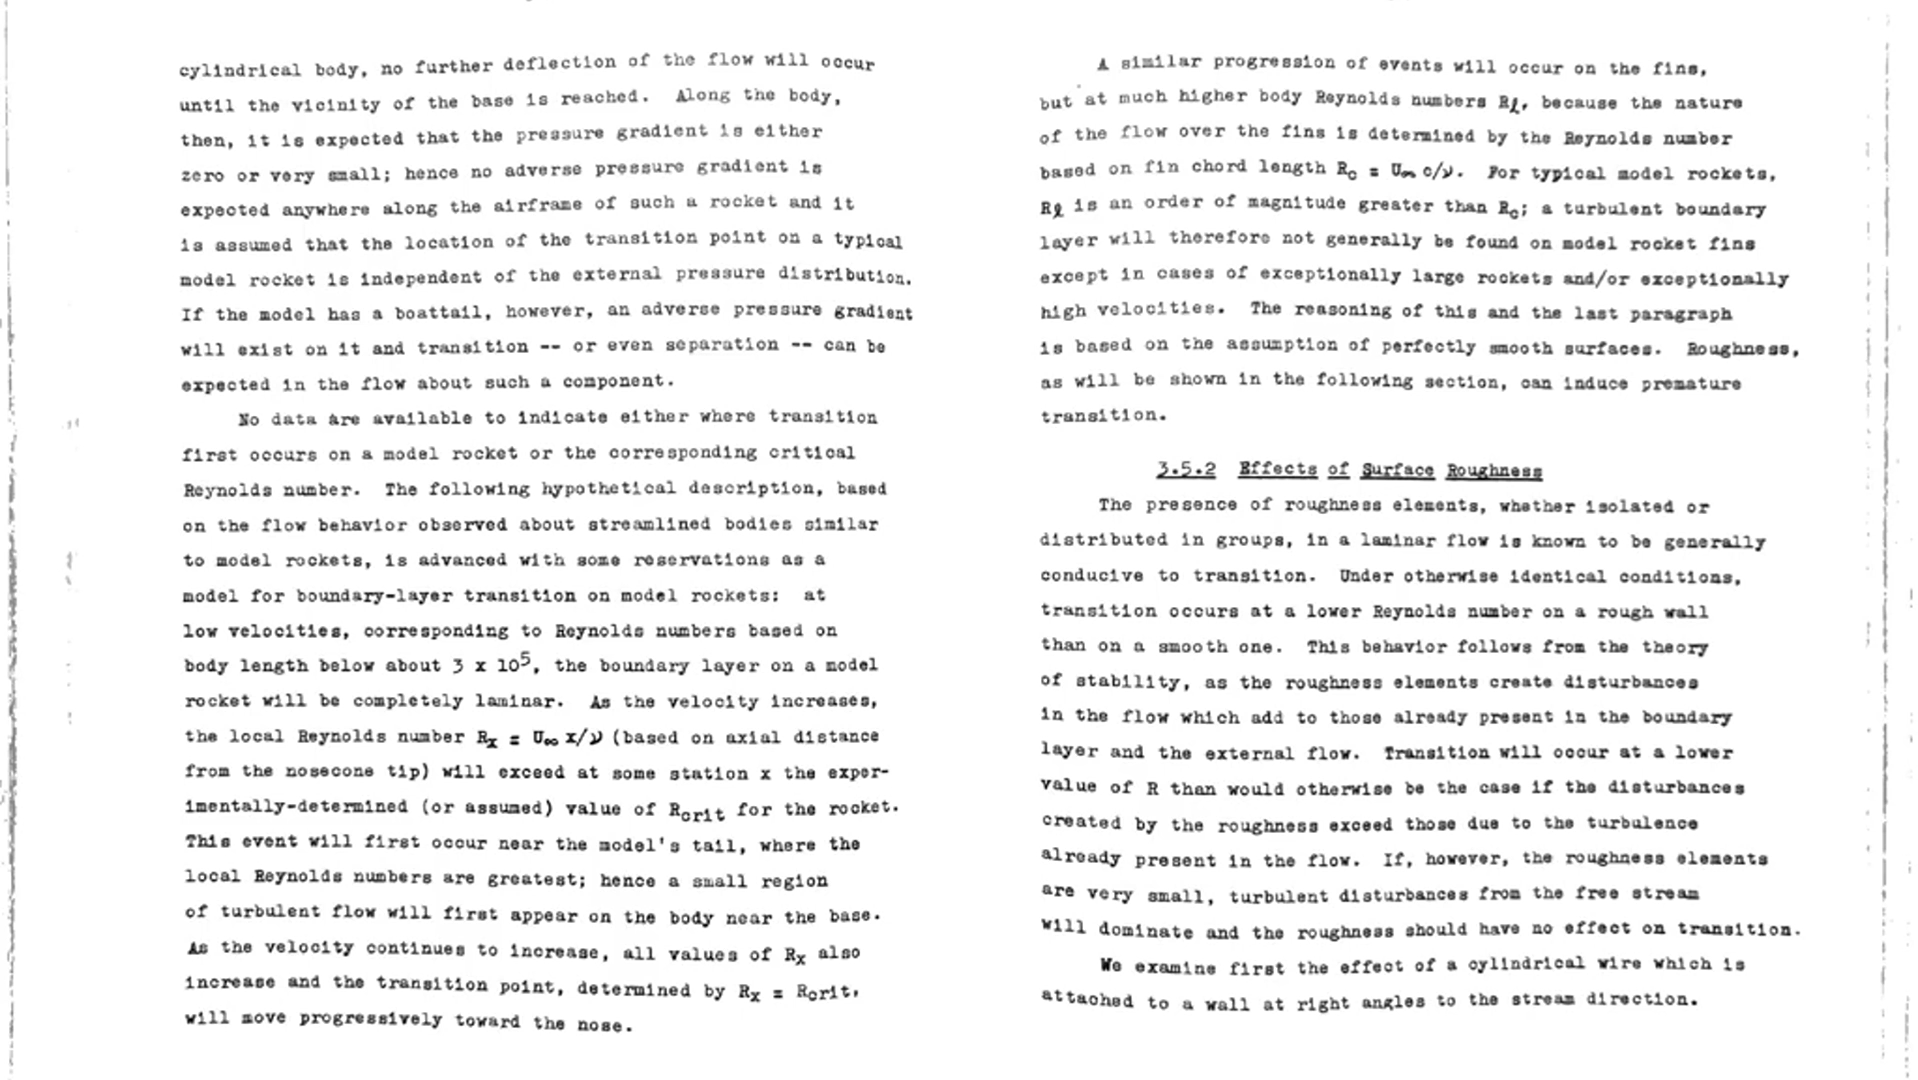 cylindrical body, no further deflection of the flow will occur
until the vicinity of the base is reached. Along the body,
then, it is expected that the pressure gradient is either
zero or very small; hence no adverse pressure gradient is
expected anywhere along the airframe of such a rocket and it
is assumed that the location of the transition point on a typical
model rocket is independent of the external pressure distribution.
If the model has a boattail, however, an adverse pressure gradient
will exist on it and transition -- or even separation -- can be
expected in the flow about such a component.
No data are available to indicate either where transition
first occurs on a model rocket or the corresponding critical
Reynolds number. The following hypothetical description, based
on the flow behavior observed about streamlined bodies similar
to model rockets, is advanced with some reservations as a
model for boundary-layer transition on model rockets: at
low velocities, corresponding to Reynolds numbers based on
body length below about 3 x 10⁵, the boundary layer on a model
rocket will be completely laminar. As the velocity increases,
the local Reynolds number Rx = U∞ x/ν (based on axial distance
from the nosecone tip) will exceed at some station x the exper-
imentally-determined (or assumed) value of Rcrit for the rocket.
This event will first occur near the model's tail, where the
local Reynolds numbers are greatest; hence a small region
of turbulent flow will first appear on the body near the base.
As the velocity continues to increase, all values of Rx also
increase and the transition point, determined by Rx = Rcrit,
will move progressively toward the nose.
A similar progression of events will occur on the fins,
but at much higher body Reynolds numbers Rℓ, because the nature
of the flow over the fins is determined by the Reynolds number
based on fin chord length Rc = U∞ c/ν. For typical model rockets,
Rℓ is an order of magnitude greater than Rc; a turbulent boundary
layer will therefore not generally be found on model rocket fins
except in cases of exceptionally large rockets and/or exceptionally
high velocities. The reasoning of this and the last paragraph
is based on the assumption of perfectly smooth surfaces. Roughness,
as will be shown in the following section, can induce premature
transition.
3.5.2 Effects of Surface Roughness
The presence of roughness elements, whether isolated or
distributed in groups, in a laminar flow is known to be generally
conducive to transition. Under otherwise identical conditions,
transition occurs at a lower Reynolds number on a rough wall
than on a smooth one. This behavior follows from the theory
of stability, as the roughness elements create disturbances
in the flow which add to those already present in the boundary
layer and the external flow. Transition will occur at a lower
value of R than would otherwise be the case if the disturbances
created by the roughness exceed those due to the turbulence
already present in the flow. If, however, the roughness elements
are very small, turbulent disturbances from the free stream
will dominate and the roughness should have no effect on transition.
We examine first the effect of a cylindrical wire which is
attached to a wall at right angles to the stream direction.